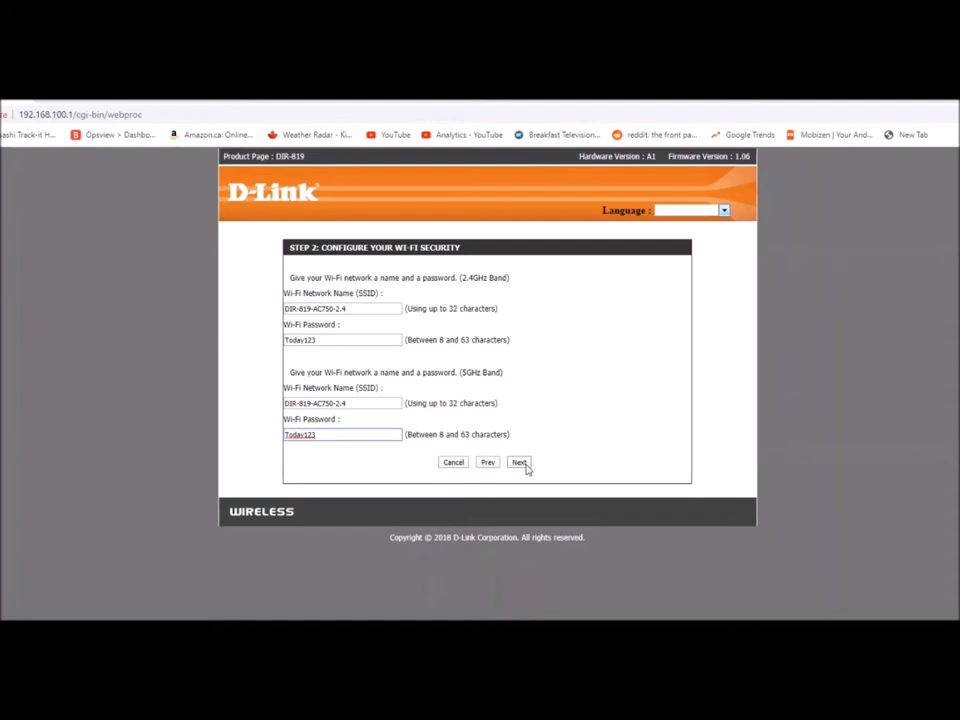 re | 192.168.100.1/cgi-bin/webproc
ashi Track-it H... Opsview › Dashbo... Amazon.ca: Online... Weather Radar - Ki... YouTube Analytics - YouTube Breakfast Television... reddit: the front pa... Google Trends Mobizen | Your And... New Tab
Product Page : DIR-819 Hardware Version : A1 Firmware Version : 1.06
D-Link
Language :
STEP 2: CONFIGURE YOUR WI-FI SECURITY
Give your Wi-Fi network a name and a password. (2.4GHz Band)
Wi-Fi Network Name (SSID) :
DIR-819-AC750-2.4 (Using up to 32 characters)
Wi-Fi Password :
Today123 (Between 8 and 63 characters)
Give your Wi-Fi network a name and a password. (5GHz Band)
Wi-Fi Network Name (SSID) :
DIR-819-AC750-2.4 (Using up to 32 characters)
Wi-Fi Password :
Today123 (Between 8 and 63 characters)
Cancel Prev Next
WIRELESS
Copyright © 2018 D-Link Corporation. All rights reserved.